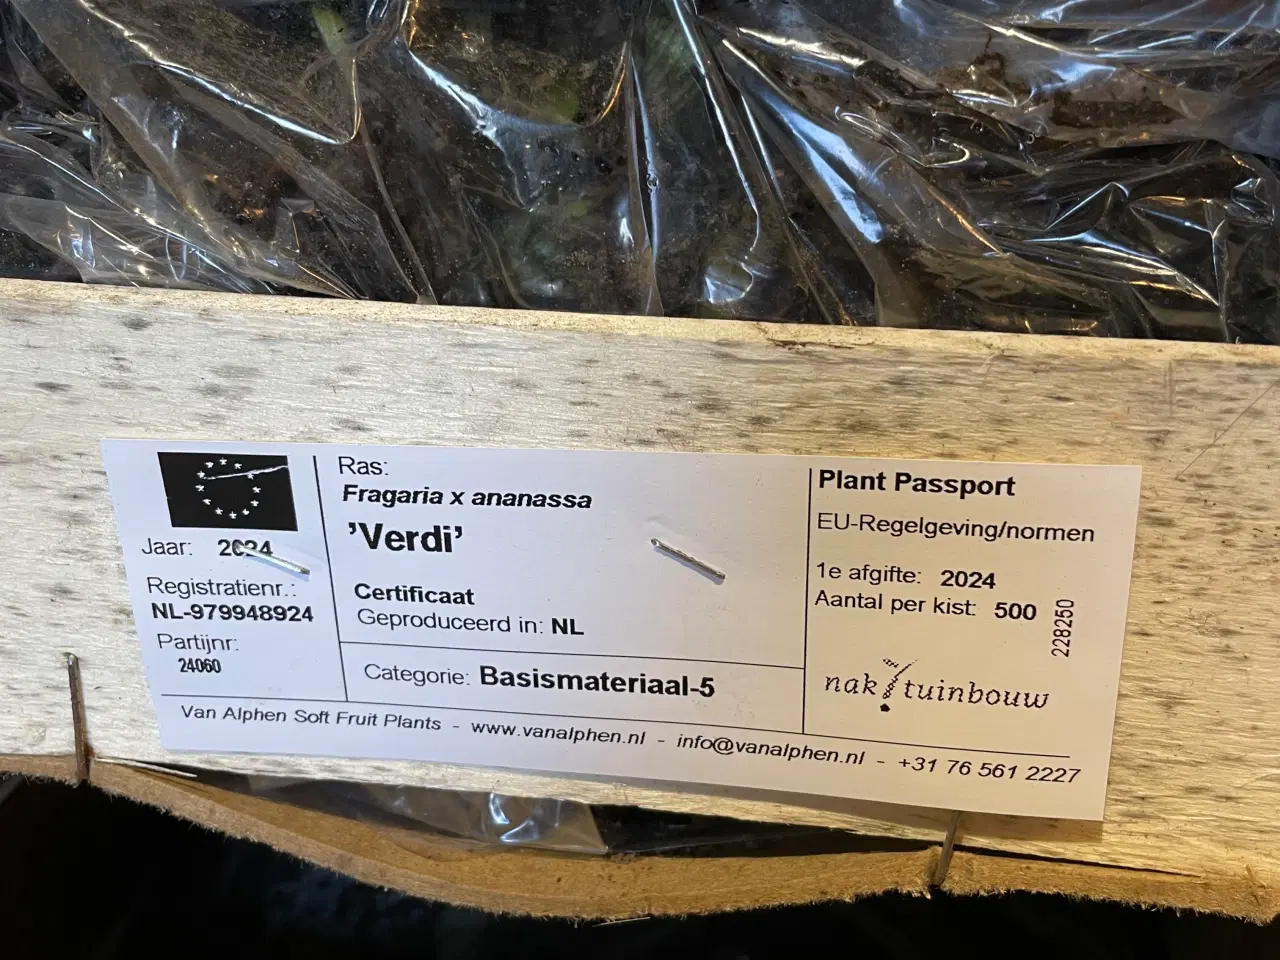 Jaar: 2024
Registratienr.:
NL-979948924
Partijnr:
24060
Ras:
Fragaria x ananassa
’Verdi’
Certificaat
Geproduceerd in: NL
Categorie: Basismateriaal-5
Plant Passport
EU-Regelgeving/normen
1e afgifte: 2024
Aantal per kist: 500
228250
nak tuinbouw
Van Alphen Soft Fruit Plants - www.vanalphen.nl - info@vanalphen.nl - +31 76 561 2227